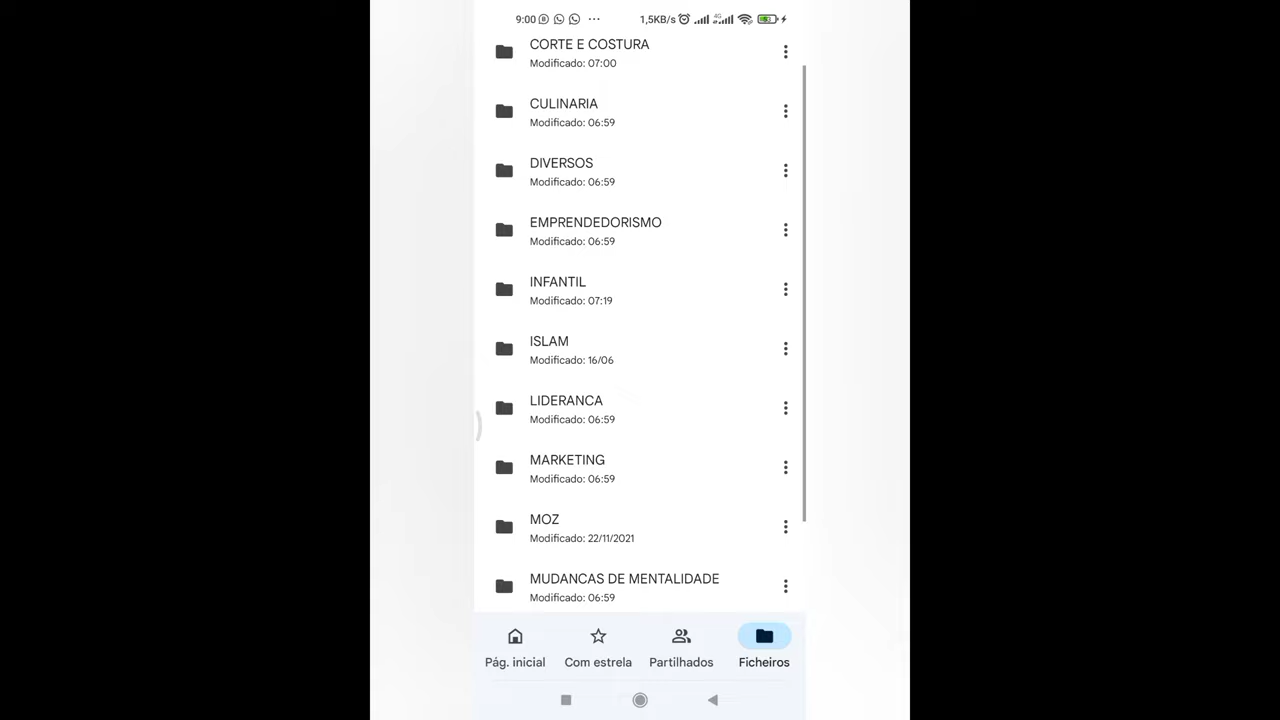 9:00 1,5KB/s 4G
CORTE E COSTURA
Modificado: 07:00
CULINARIA
Modificado: 06:59
DIVERSOS
Modificado: 06:59
EMPRENDEDORISMO
Modificado: 06:59
INFANTIL
Modificado: 07:19
ISLAM
Modificado: 16/06
LIDERANCA
Modificado: 06:59
MARKETING
Modificado: 06:59
MOZ
Modificado: 22/11/2021
MUDANCAS DE MENTALIDADE
Modificado: 06:59
Pág. inicial Com estrela Partilhados Ficheiros